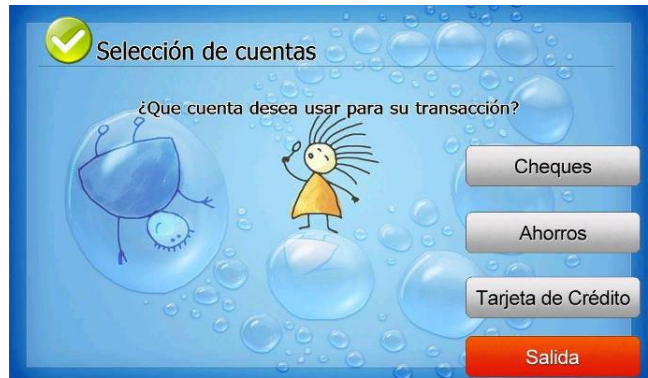 Selección de cuentas
¿Que cuenta desea usar para su transacción?
Cheques
Ahorros
Tarjeta de Crédito
Salida